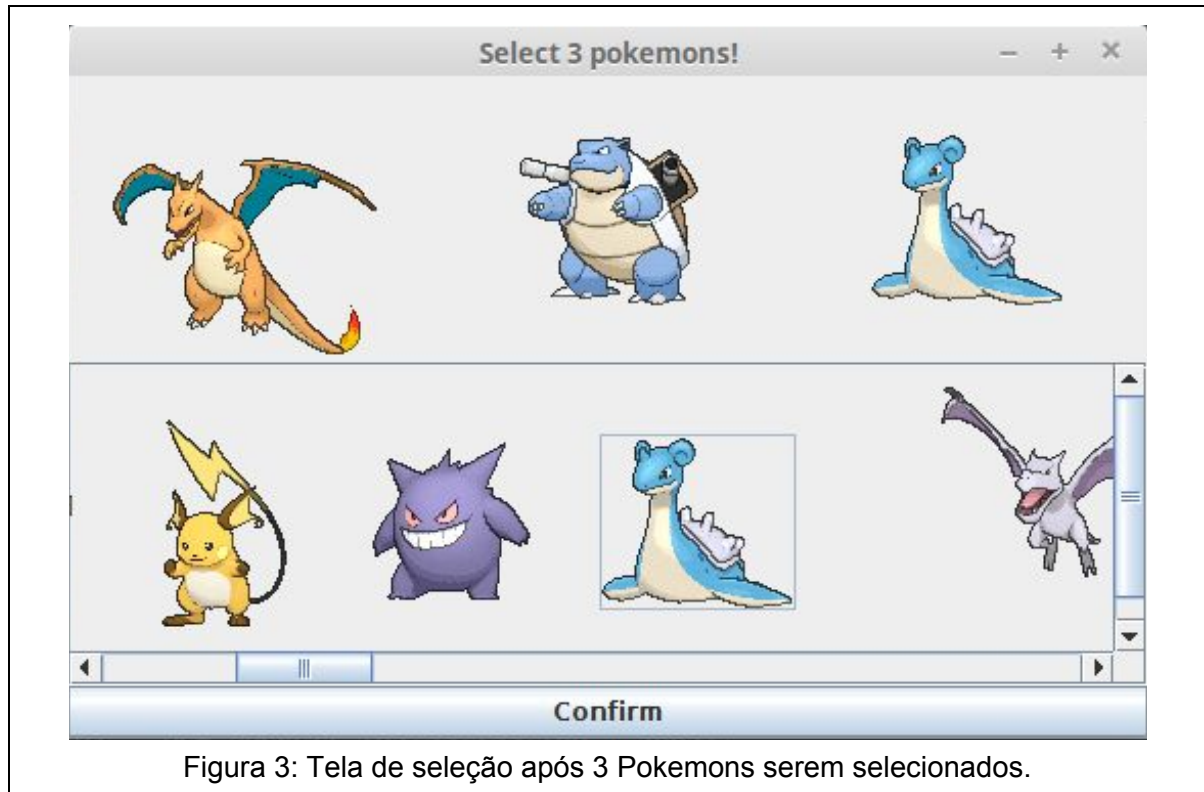 Select 3 pokemons!
Confirm
Figura 3: Tela de seleção após 3 Pokemons serem selecionados.